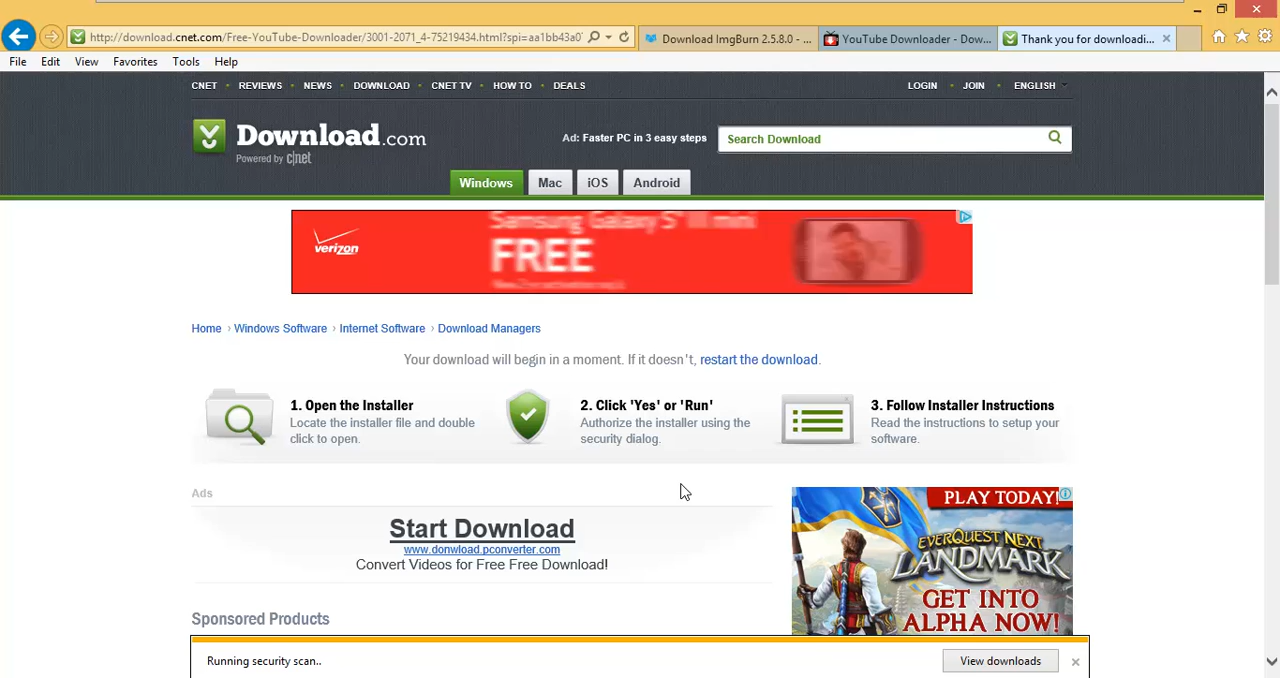 http://download.cnet.com/Free-YouTube-Downloader/3001-2071_4-75219434.html?spi=aa1bb43a0
Download ImgBurn 2.5.8.0 - ...
YouTube Downloader - Dow...
Thank you for downloadi...
File Edit View Favorites Tools Help
CNET REVIEWS NEWS DOWNLOAD CNET TV HOW TO DEALS
LOGIN JOIN ENGLISH
Download.com
Powered by c|net
Ad: Faster PC in 3 easy steps
Search Download
Windows Mac iOS Android
verizon
Samsung Galaxy S III mini
FREE
Home › Windows Software › Internet Software › Download Managers
Your download will begin in a moment. If it doesn't, restart the download.
1. Open the Installer
Locate the installer file and double
click to open.
2. Click 'Yes' or 'Run'
Authorize the installer using the
security dialog.
3. Follow Installer Instructions
Read the instructions to setup your
software.
Ads
Start Download
www.donwload.pconverter.com
Convert Videos for Free Free Download!
PLAY TODAY!
EVERQUEST NEXT
LANDMARK
GET INTO
ALPHA NOW!
Sponsored Products
Running security scan..
View downloads